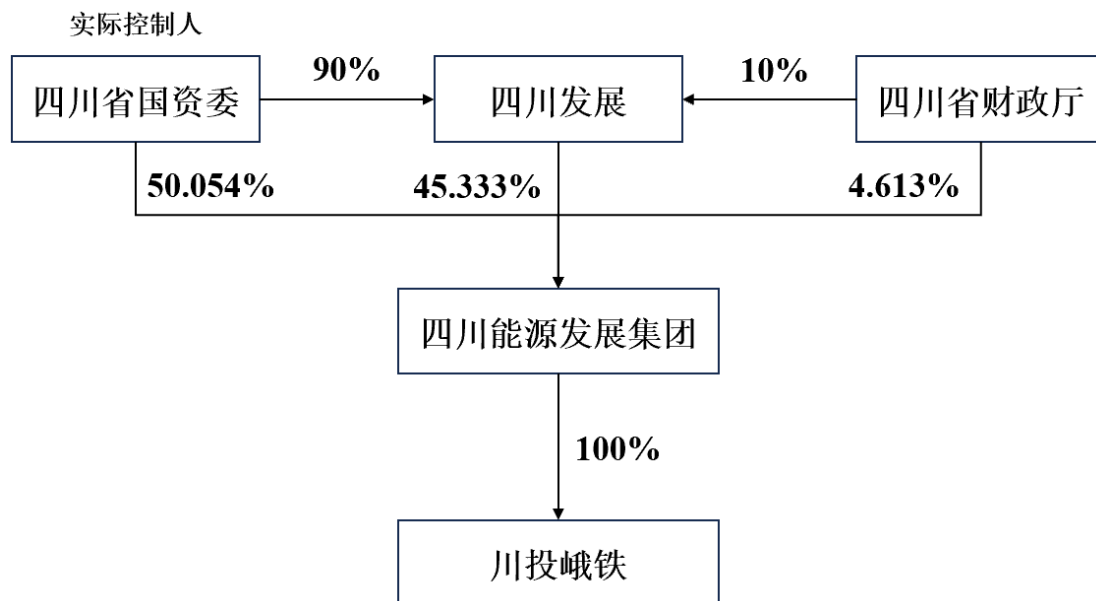 实际控制人
四川省国资委
90%
四川发展
10%
四川省财政厅
50.054%
45.333%
4.613%
四川能源发展集团
100%
川投峨铁